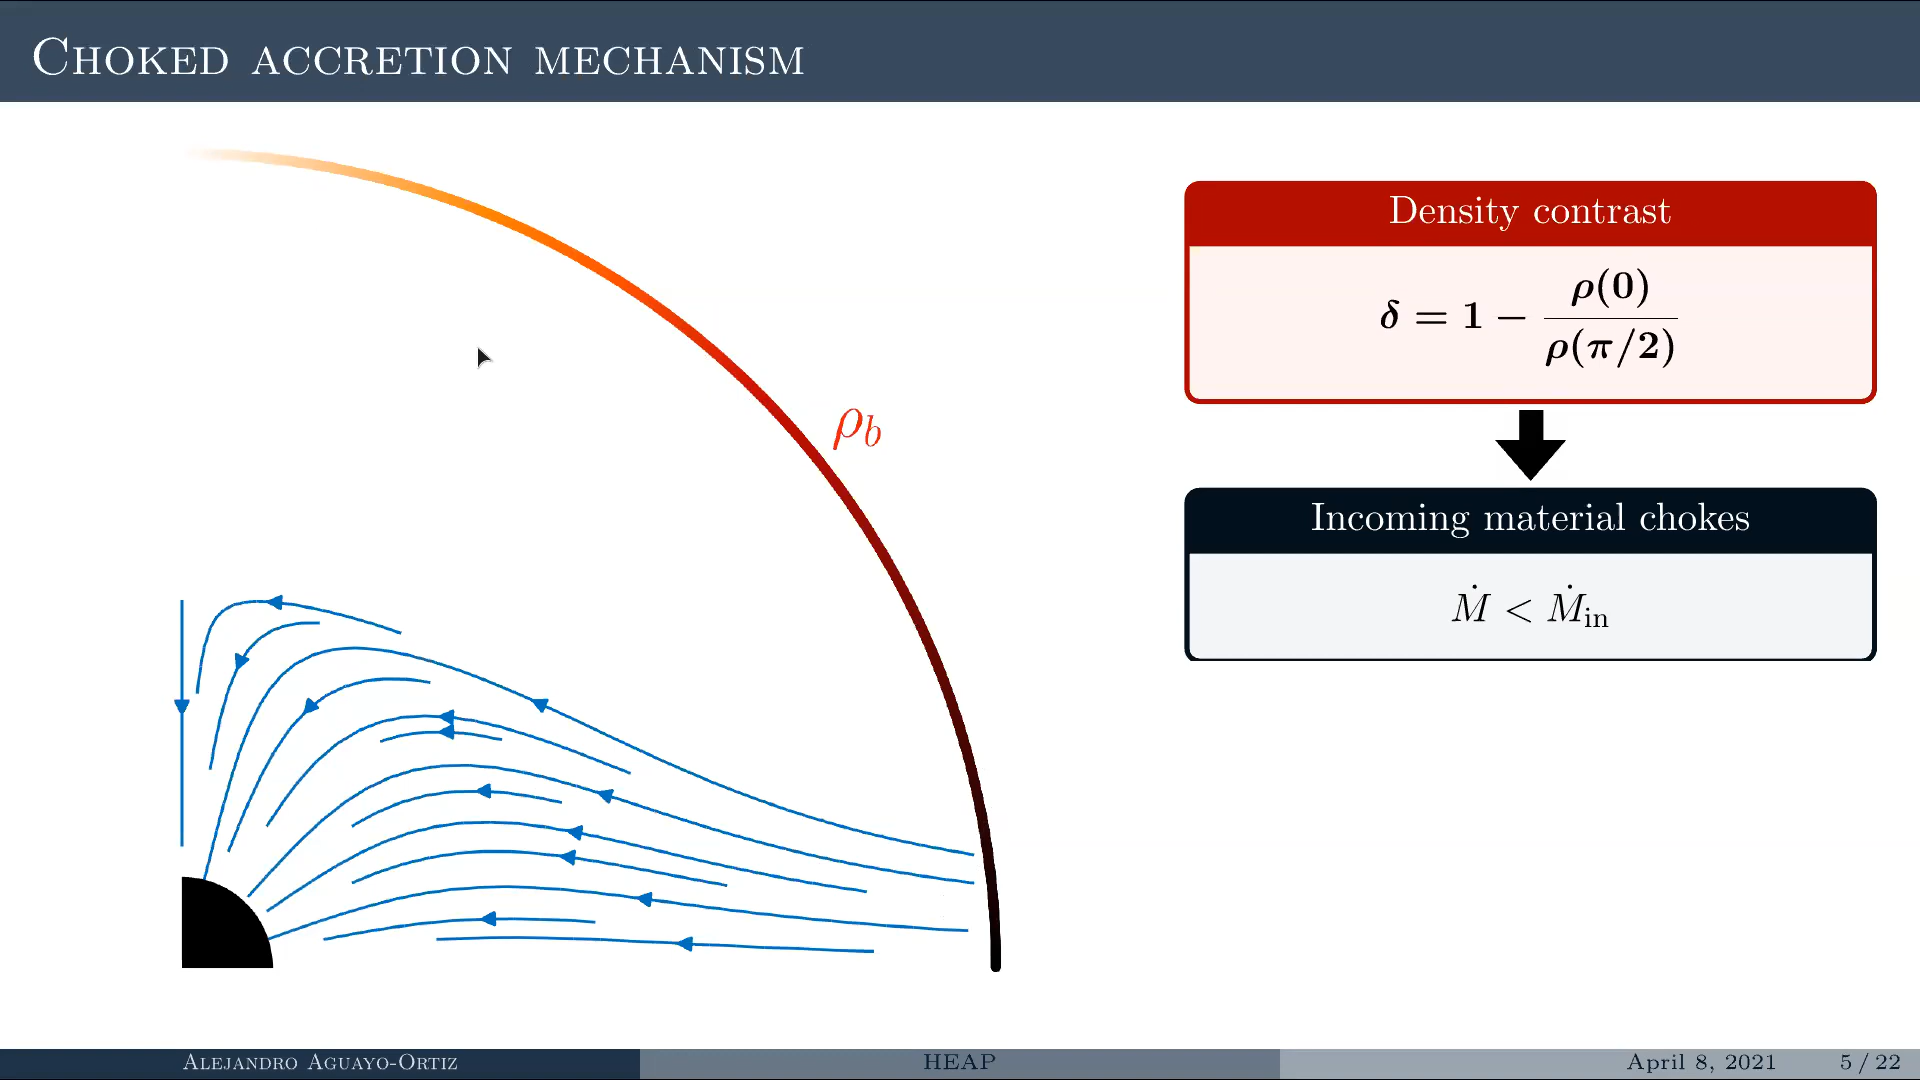 Choked accretion mechanism
ρ_b
Density contrast
δ = 1 − ρ(0) / ρ(π/2)
Incoming material chokes
Ṁ < Ṁ_in
Alejandro Aguayo-Ortiz
HEAP
April 8, 2021
5 / 22